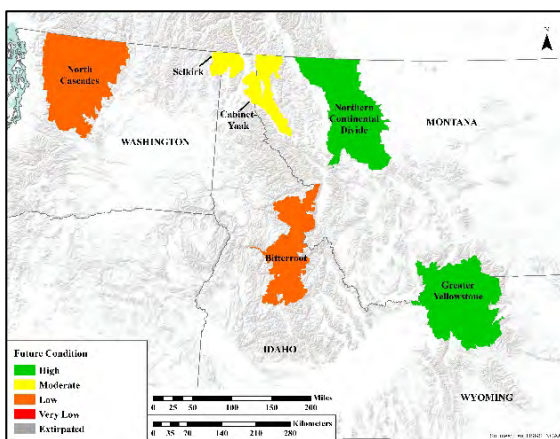 North
Cascades
Selkirk
Cabinet-
Yaak
Northern
Continental
Divide
MONTANA
WASHINGTON
Bitterroot
Greater
Yellowstone
IDAHO
WYOMING
Future Condition
High
Moderate
Low
Very Low
Extirpated
Miles
0 25 50 100 150 200
Kilometers
0 35 70 140 210 280